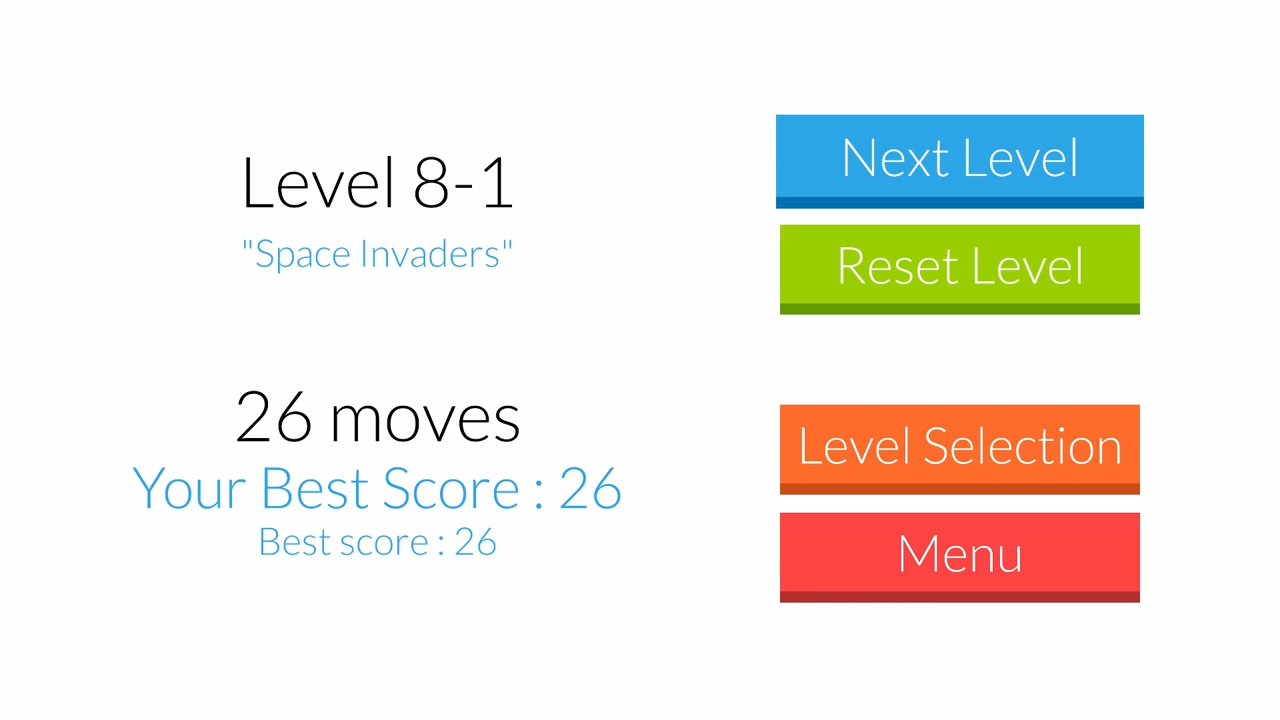 Level 8-1
"Space Invaders"
26 moves
Your Best Score : 26
Best score : 26
Next Level
Reset Level
Level Selection
Menu